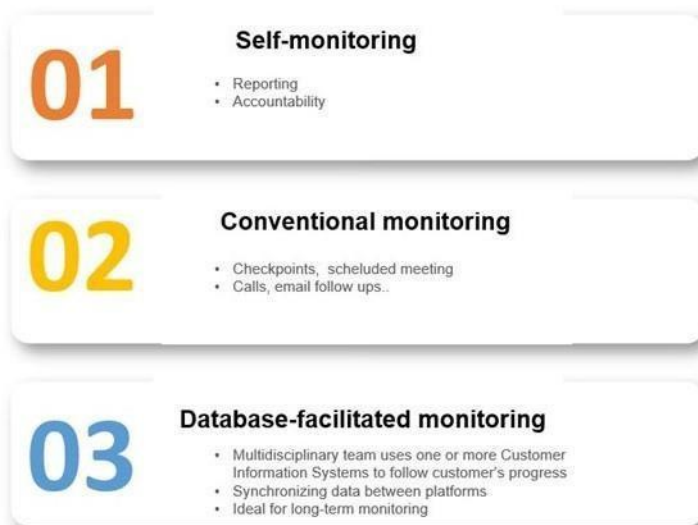 01
Self-monitoring
• Reporting
• Accountability
02
Conventional monitoring
• Checkpoints, scheluded meeting
• Calls, email follow ups..
03
Database-facilitated monitoring
• Multidisciplinary team uses one or more Customer
Information Systems to follow customer's progress
• Synchronizing data between platforms
• Ideal for long-term monitoring